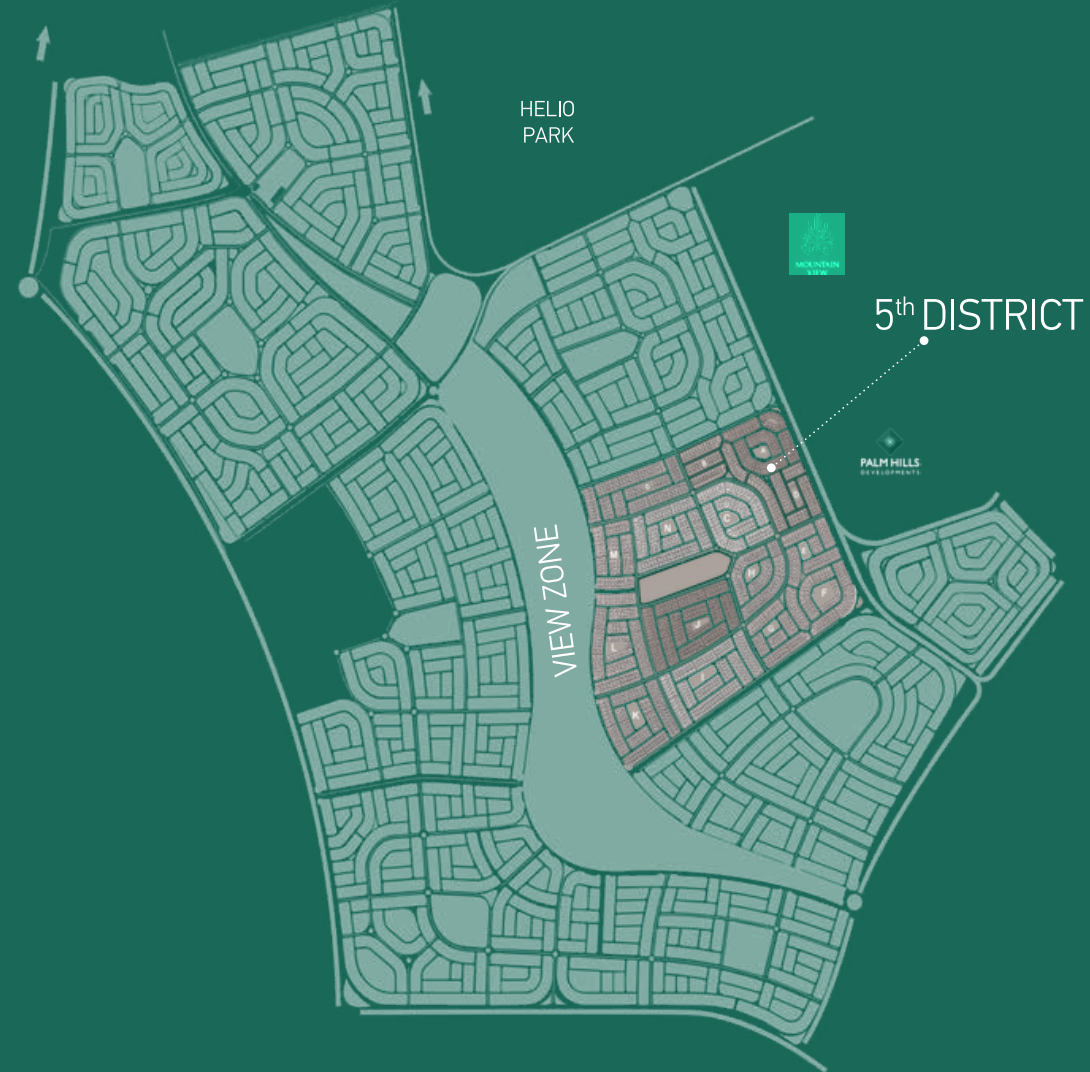 HELIO
PARK
MOUNTAIN
VIEW
5th DISTRICT
PALM HILLS
DEVELOPMENTS
VIEW ZONE
A
B
C
N
M
E
H
F
J
L
K